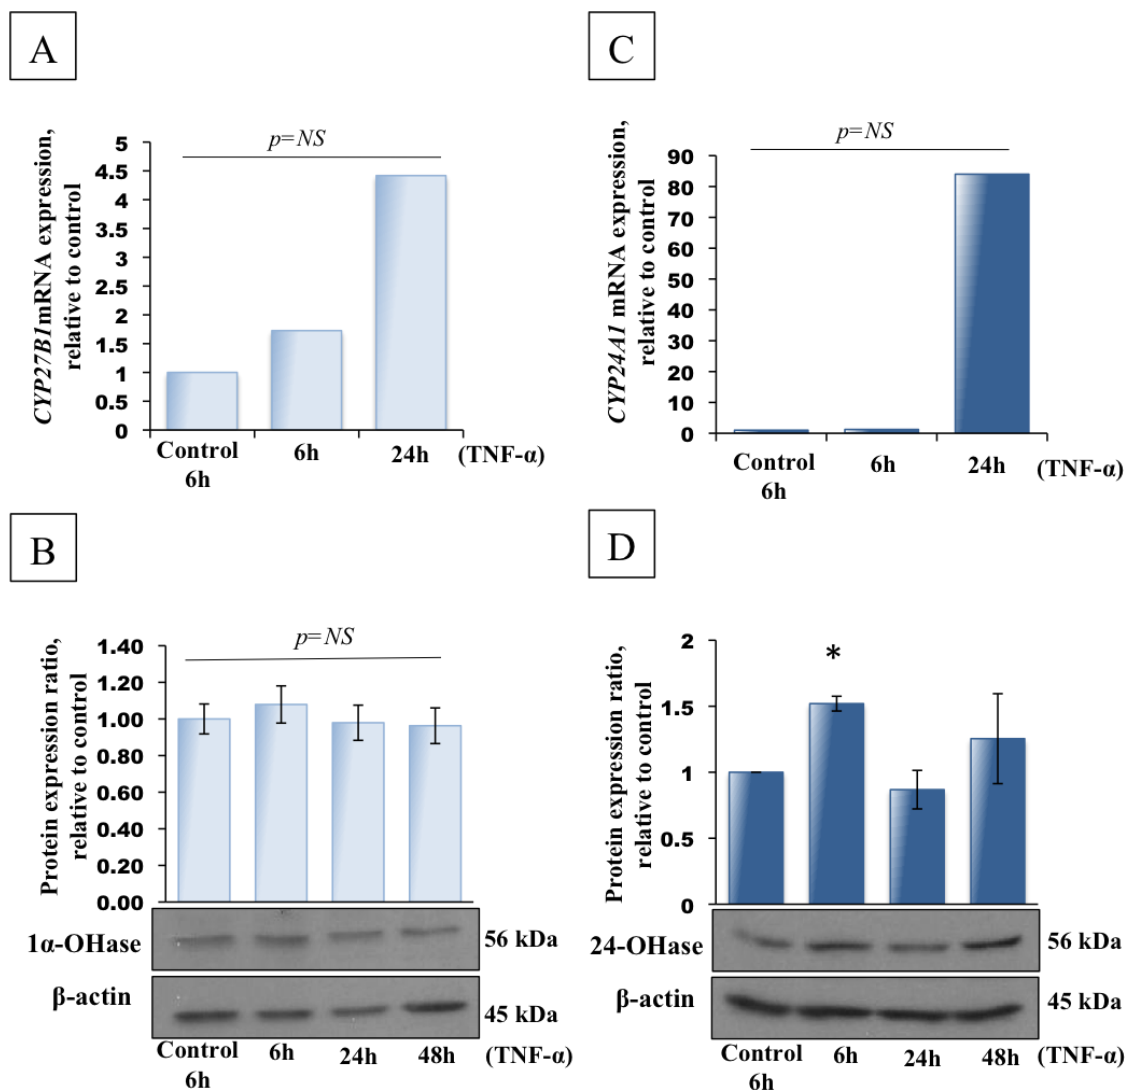 A
CYP27B1 mRNA expression,
relative to control
p=NS
5
4.5
4
3.5
3
2.5
2
1.5
1
0.5
0
Control
6h
6h
24h
(TNF-α)
C
CYP24A1 mRNA expression,
relative to control
p=NS
90
80
70
60
50
40
30
20
10
0
Control
6h
6h
24h
(TNF-α)
B
Protein expression ratio,
relative to control
p=NS
1.40
1.20
1.00
0.80
0.60
0.40
0.20
0.00
1α-OHase
56 kDa
β-actin
45 kDa
Control
6h
6h
24h
48h
(TNF-α)
D
Protein expression ratio,
relative to control
*
2
1.5
1
0.5
0
24-OHase
56 kDa
β-actin
45 kDa
Control
6h
6h
24h
48h
(TNF-α)